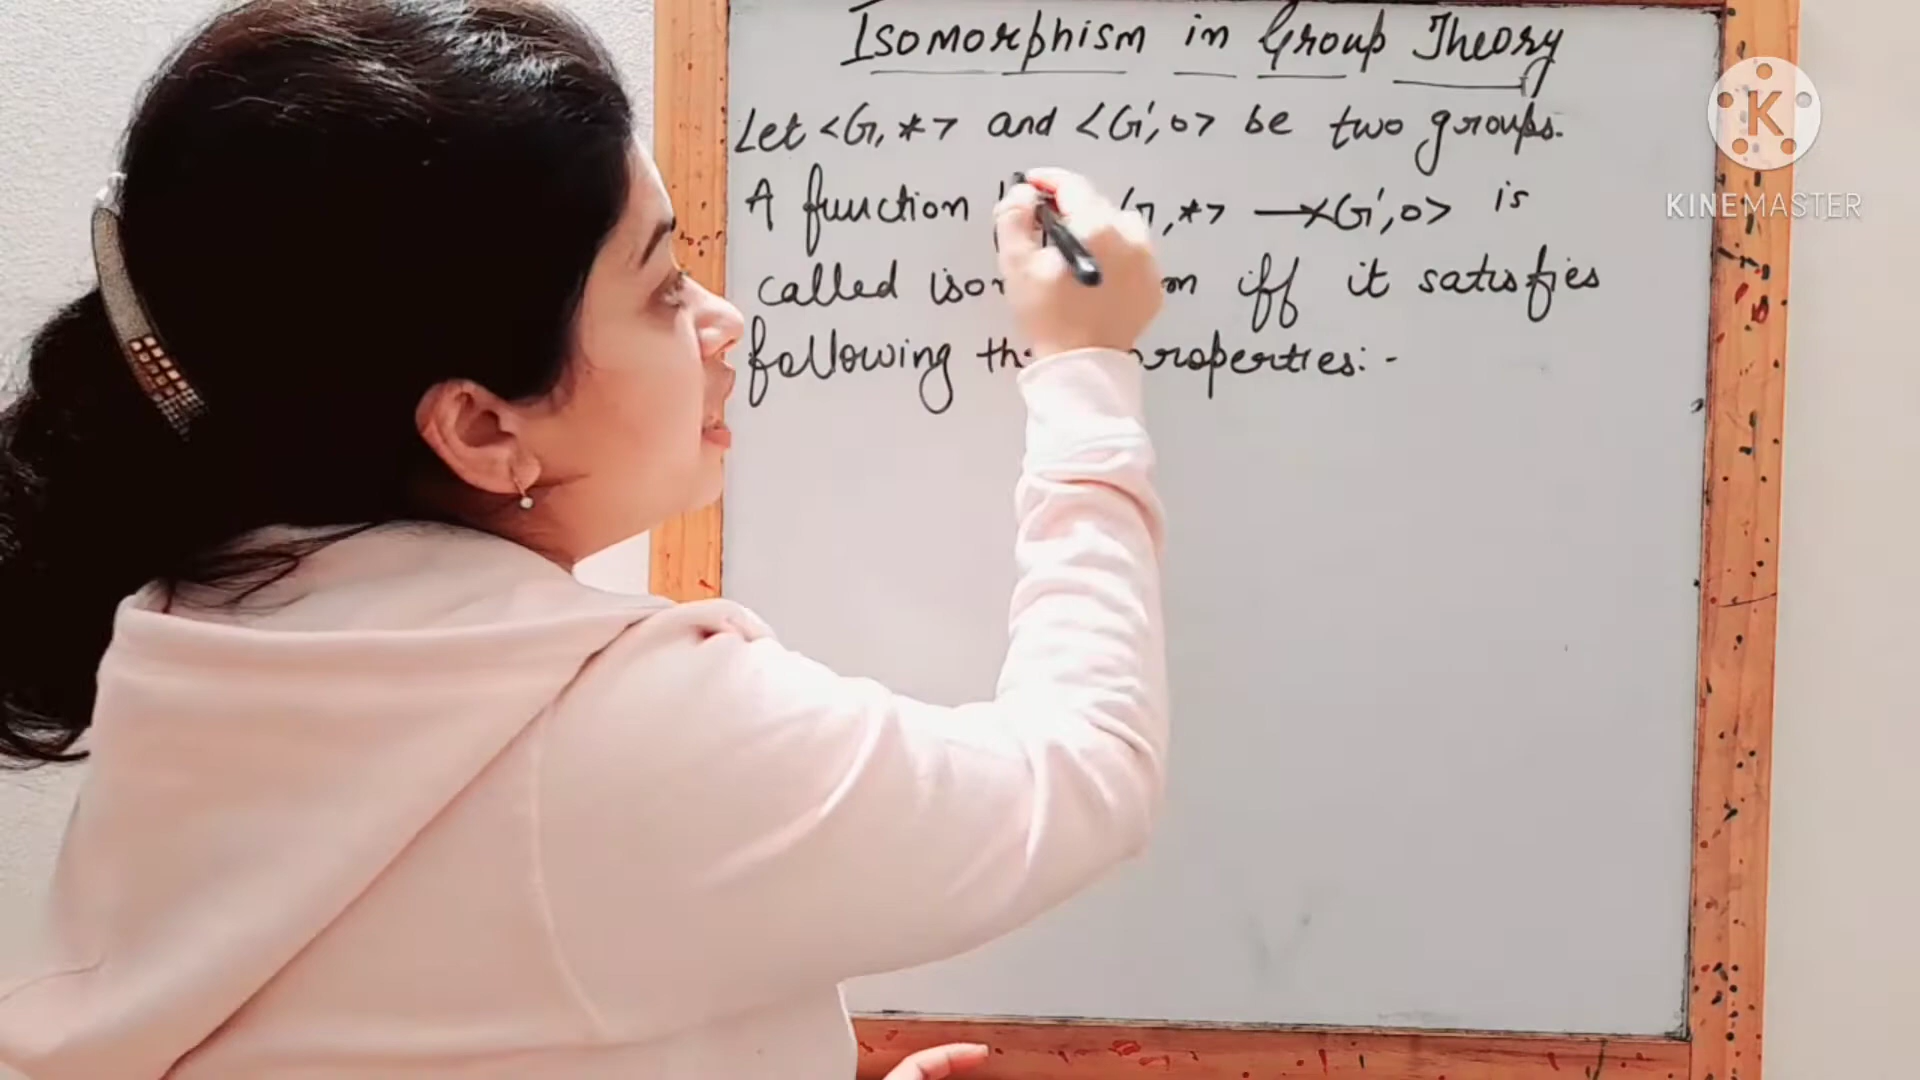 Isomorphism in Group Theory
Let <G, *> and <G', o> be two groups.
A function G, *> → <G', o> is
called iff it satisfies
following properties:-
K
KINEMASTER